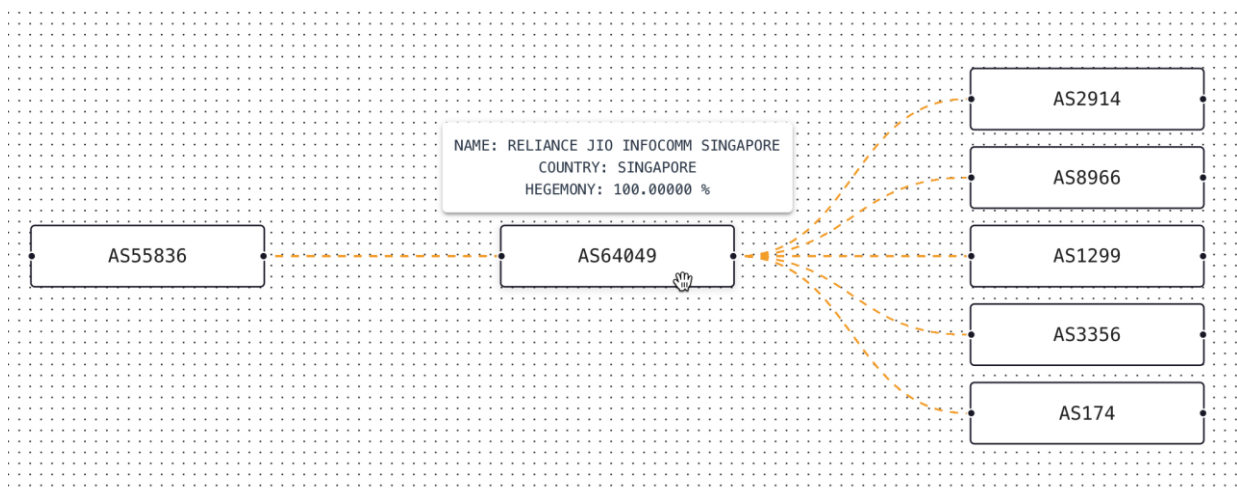 AS2914
NAME: RELIANCE JIO INFOCOMM SINGAPORE
COUNTRY: SINGAPORE
HEGEMONY: 100.00000 %
AS8966
AS55836
AS64049
AS1299
AS3356
AS174